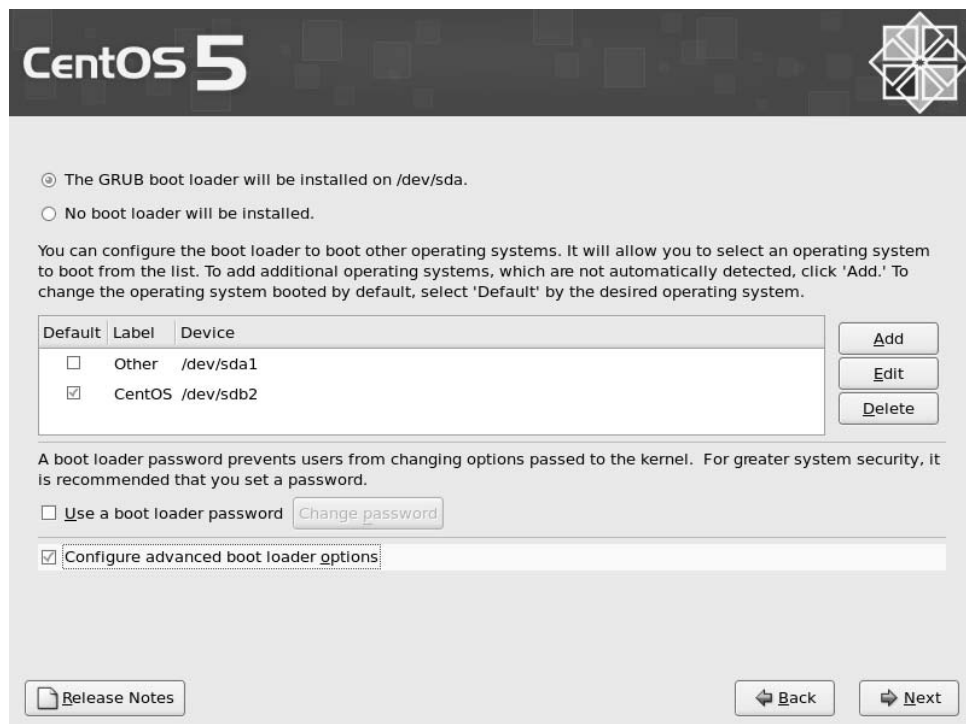 CentOS 5
The GRUB boot loader will be installed on /dev/sda.
No boot loader will be installed.
You can configure the boot loader to boot other operating systems. It will allow you to select an operating system
to boot from the list. To add additional operating systems, which are not automatically detected, click 'Add.' To
change the operating system booted by default, select 'Default' by the desired operating system.
Default Label Device
Other /dev/sda1
CentOS /dev/sdb2
Add
Edit
Delete
A boot loader password prevents users from changing options passed to the kernel. For greater system security, it
is recommended that you set a password.
Use a boot loader password Change password
Configure advanced boot loader options
Release Notes Back Next